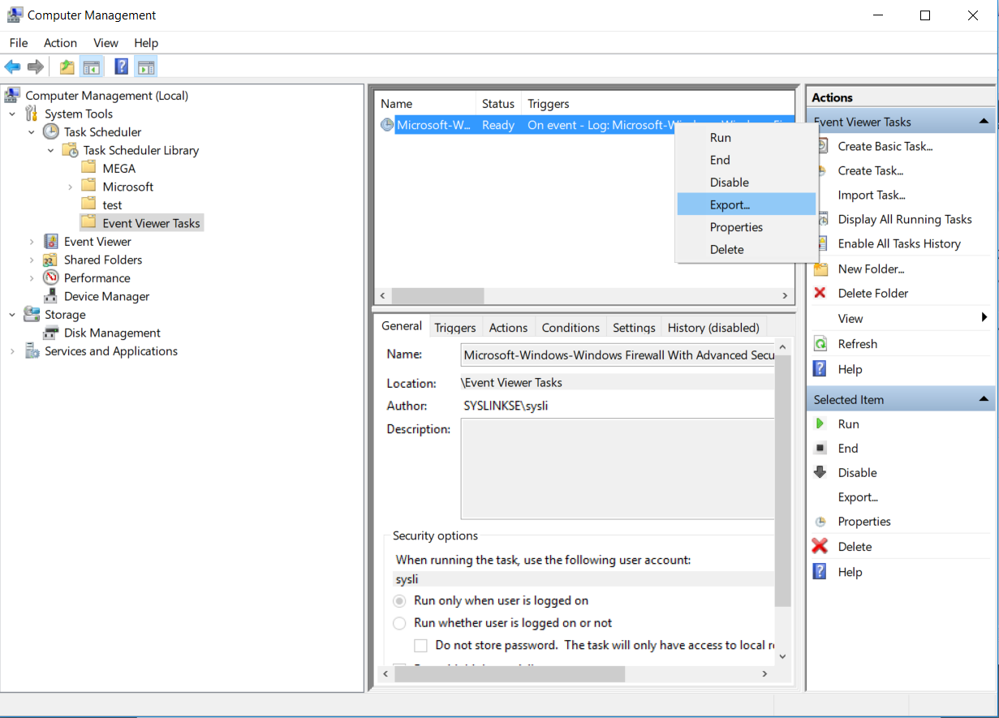 Computer Management
File Action View Help
Computer Management (Local)
System Tools
Task Scheduler
Task Scheduler Library
MEGA
Microsoft
test
Event Viewer Tasks
Event Viewer
Shared Folders
Performance
Device Manager
Storage
Disk Management
Services and Applications
Name Status Triggers
Microsoft-W... Ready On event - Log: Microsoft-
Run
End
Disable
Export...
Properties
Delete
General Triggers Actions Conditions Settings History (disabled)
Name: Microsoft-Windows-Windows Firewall With Advanced Secu
Location: \Event Viewer Tasks
Author: SYSLINKSE\sysli
Description:
Security options
When running the task, use the following user account:
sysli
Run only when user is logged on
Run whether user is logged on or not
Do not store password. The task will only have access to local
Actions
Event Viewer Tasks
Create Basic Task...
Create Task...
Import Task...
Display All Running Tasks
Enable All Tasks History
New Folder...
Delete Folder
View
Refresh
Help
Selected Item
Run
End
Disable
Export...
Properties
Delete
Help